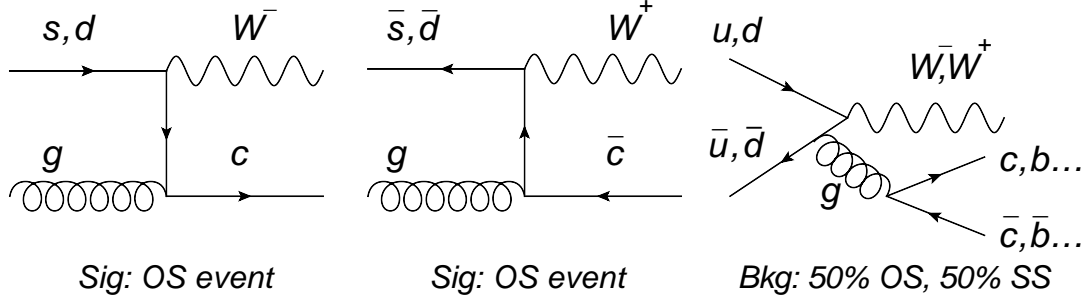 s,d
W⁻
g
c
Sig: OS event
s̄,d̄
W⁺
g
c̄
Sig: OS event
u,d
W⁻,W⁺
ū,d̄
g
c,b...
c̄,b̄...
Bkg: 50% OS, 50% SS